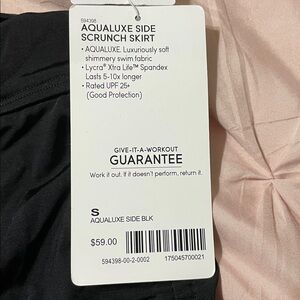 594398
AQUALUXE SIDE
SCRUNCH SKIRT
• AQUALUXE. Luxuriously soft
shimmery swim fabric
• Lycra® Xtra Life™ Spandex
Lasts 5-10x longer
• Rated UPF 25+
(Good Protection)
GIVE-IT-A-WORKOUT
GUARANTEE
Work it out. If it doesn't perform, return it.
S
AQUALUXE SIDE BLK
$59.00
594398-00-2-0002 175045700021